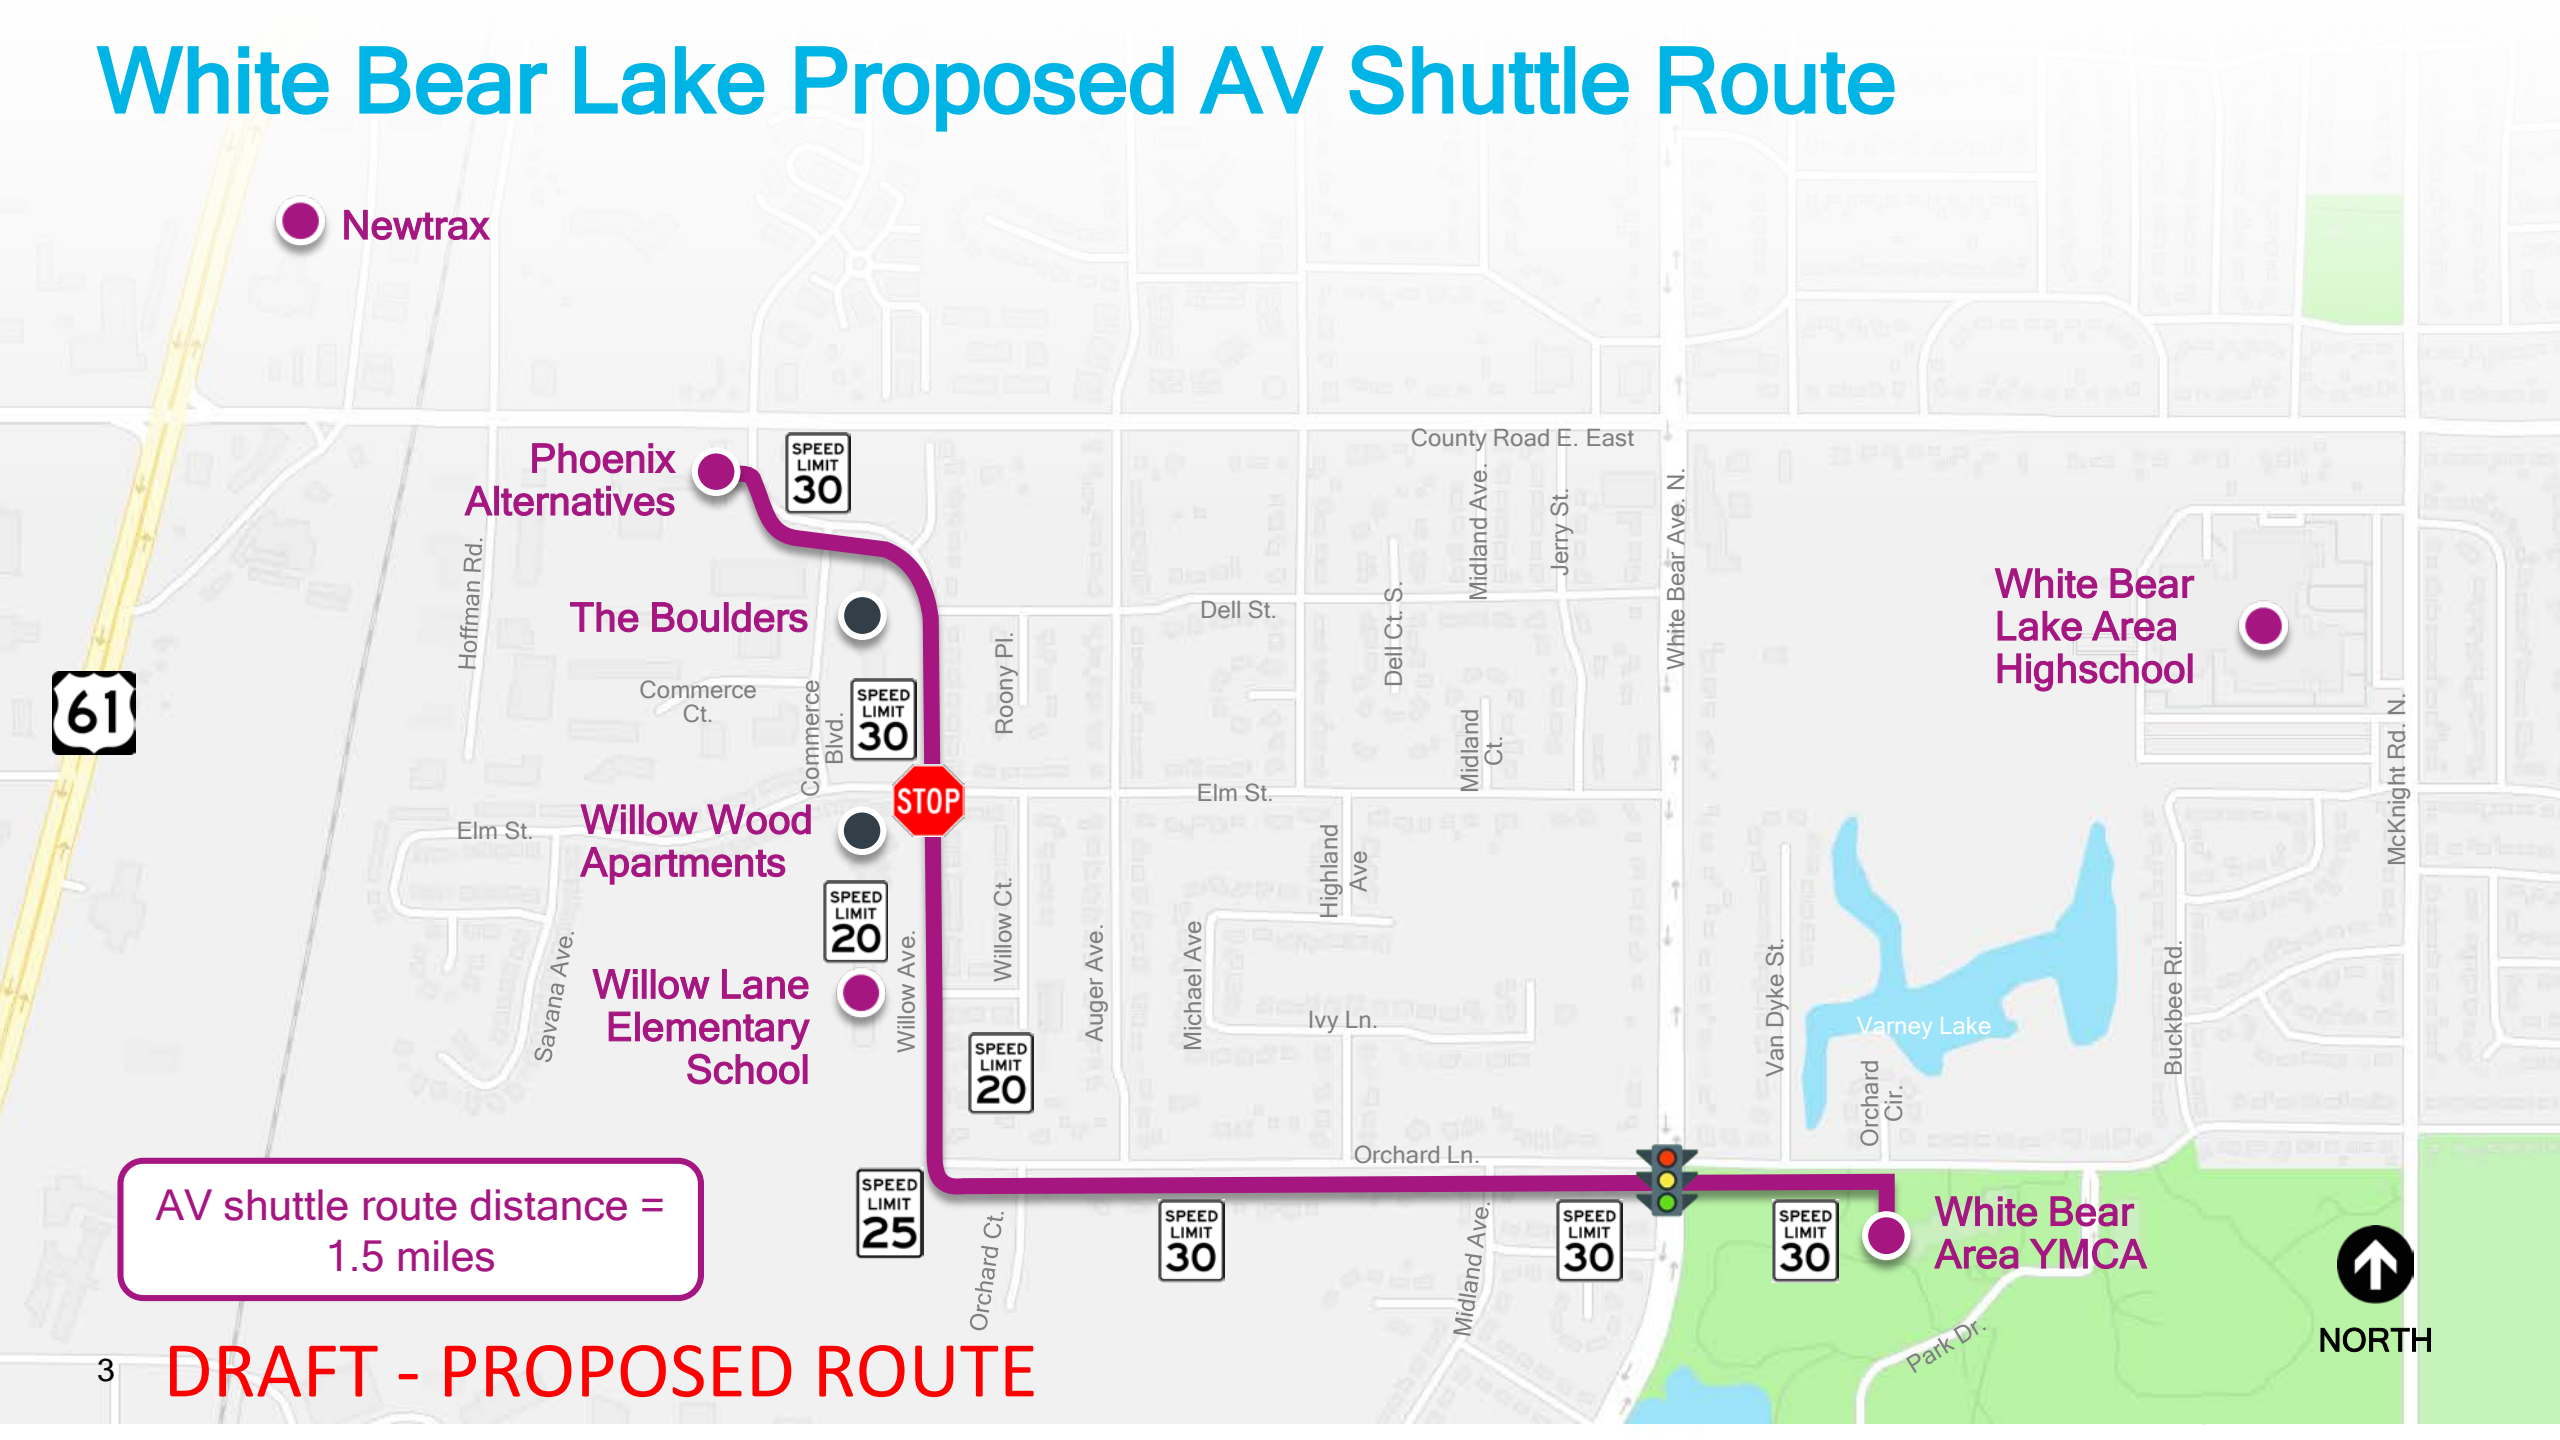 White Bear Lake Proposed AV Shuttle Route
Newtrax
County Road E. East
Phoenix
Alternatives
SPEED
LIMIT
30
Hoffman Rd.
Midland Ave.
Jerry St.
White Bear Ave. N.
White Bear
Lake Area
Highschool
The Boulders
Dell St.
Dell Ct. S.
Roony Pl.
61
Commerce
Ct.
Commerce
Blvd.
SPEED
LIMIT
30
Midland
Ct.
McKnight Rd. N.
STOP
Elm St.
Elm St.
Willow Wood
Apartments
Highland
Ave
SPEED
LIMIT
20
Willow Ave.
Willow Ct.
Auger Ave.
Michael Ave
Savana Ave.
Willow Lane
Elementary
School
Ivy Ln.
Van Dyke St.
Varney Lake
Buckbee Rd.
SPEED
LIMIT
20
Orchard
Cir.
Orchard Ln.
AV shuttle route distance =
1.5 miles
SPEED
LIMIT
25
Orchard Ct.
SPEED
LIMIT
30
Midland Ave.
SPEED
LIMIT
30
SPEED
LIMIT
30
White Bear
Area YMCA
Park Dr.
NORTH
3
DRAFT - PROPOSED ROUTE